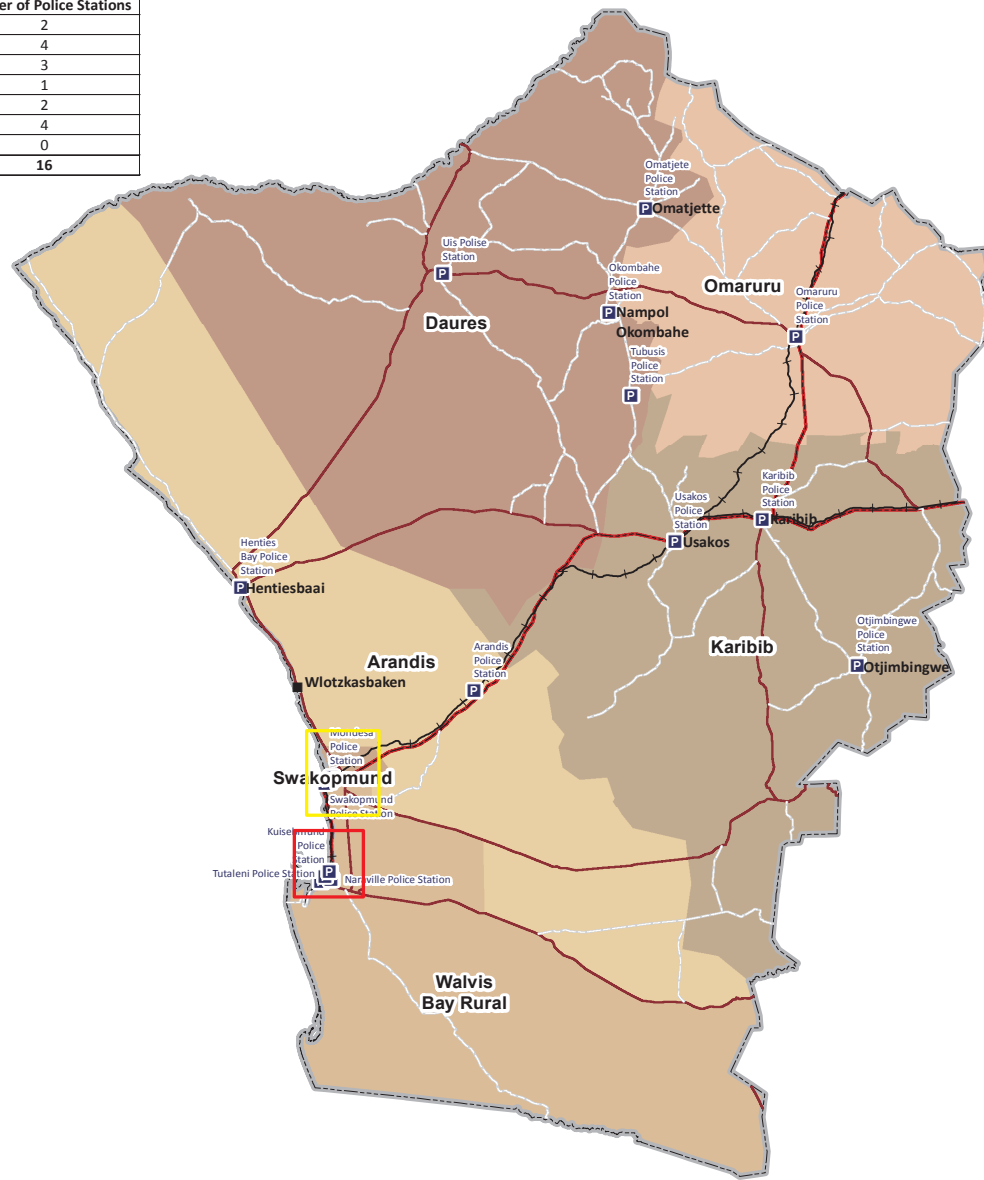 er of Police Stations
2
4
3
1
2
4
0
16
Omatjete
Police
Station
Omatjette
Uis Polise
Station
Okombahe
Police
Station
Nampol
Okombahe
Omaruru
Omaruru
Police
Station
Daures
Tubusis
Police
Station
Karibib
Police
Station
Karibib
Usakos
Police
Station
Usakos
Henties
Bay Police
Station
Hentiesbaai
Otjimbingwe
Police
Station
Otjimbingwe
Karibib
Arandis
Arandis
Police
Station
Wlotzkasbaken
Mondesa
Police
Station
Swakopmund
Swakopmund
Police Station
Kuisebmund
Police
Station
Tutaleni Police Station
Naraville Police Station
Walvis
Bay Rural